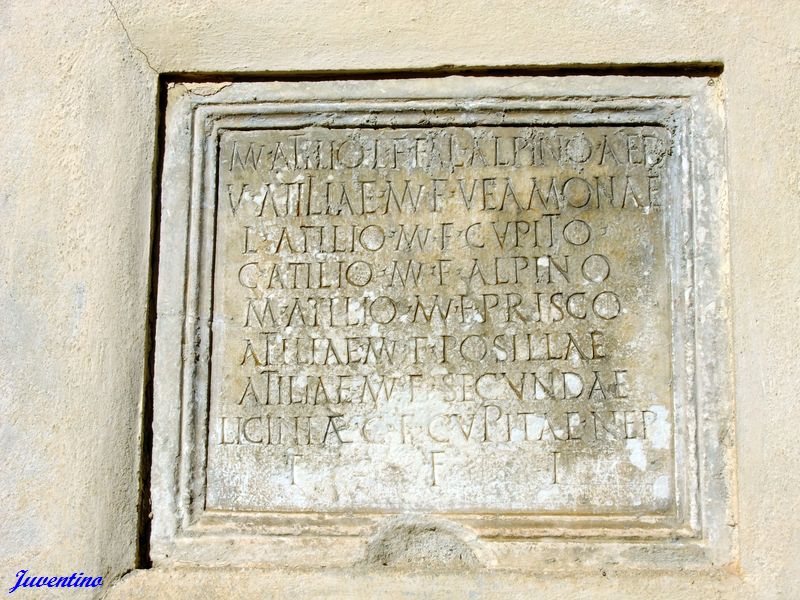 M·ATILIO·L·F·FAL·ALPINO·AED
V·ATILIAE·M·F·VEAMONAE
L·ATILIO·M·F·CVPITO
C·ATILIO·M·F·ALPINO
M·ATILIO·M·F·PRISCO
ATILIAE·M·F·POSILLAE
ATILIAE·M·F·SECVNDAE
LICINIAE·C·F·CVPITAE·NEP
T F I
Juventino